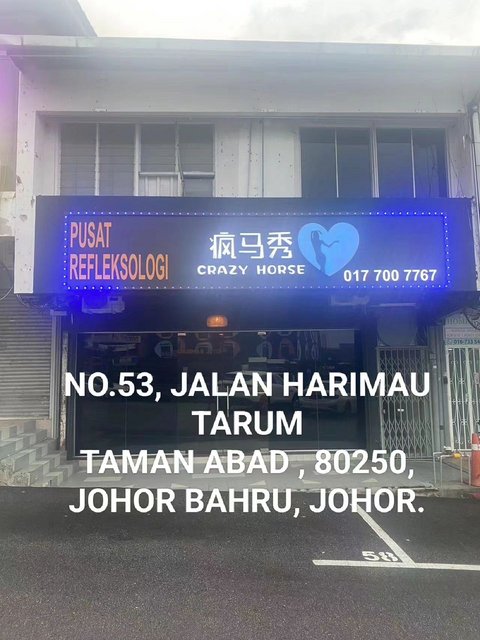 PUSAT
REFLEKSOLOGI
疯马秀
CRAZY HORSE
017 700 7767
NO.53, JALAN HARIMAU
TARUM
TAMAN ABAD , 80250,
JOHOR BAHRU, JOHOR.
58